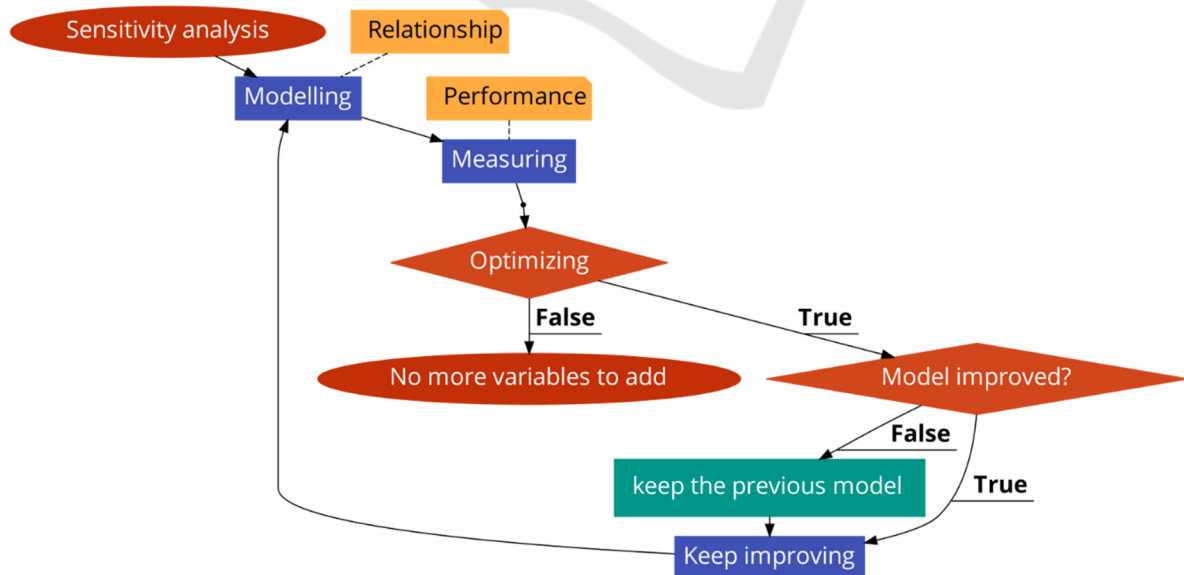 Sensitivity analysis
Relationship
Modelling
Performance
Measuring
Optimizing
False
True
No more variables to add
Model improved?
False
keep the previous model
True
Keep improving